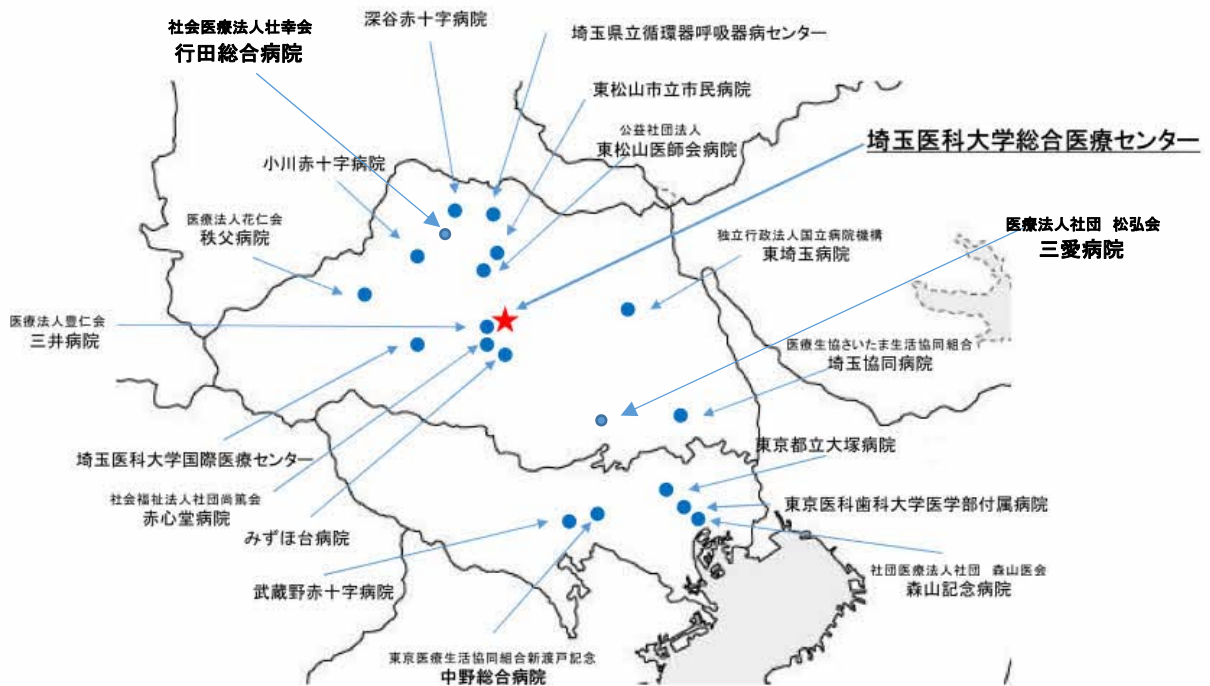 社会医療法人壮幸会
行田総合病院
深谷赤十字病院
埼玉県立循環器呼吸器病センター
東松山市立市民病院
公益社団法人
東松山医師会病院
埼玉医科大学総合医療センター
小川赤十字病院
医療法人花仁会
秩父病院
独立行政法人国立病院機構
東埼玉病院
医療法人社団 松弘会
三愛病院
医療法人豊仁会
三井病院
医療生協さいたま生活協同組合
埼玉協同病院
埼玉医科大学国際医療センター
東京都立大塚病院
社会福祉法人社団尚篤会
赤心堂病院
みずほ台病院
東京医科歯科大学医学部付属病院
武蔵野赤十字病院
社団医療法人社団 森山医会
森山記念病院
東京医療生活協同組合新渡戸記念
中野総合病院